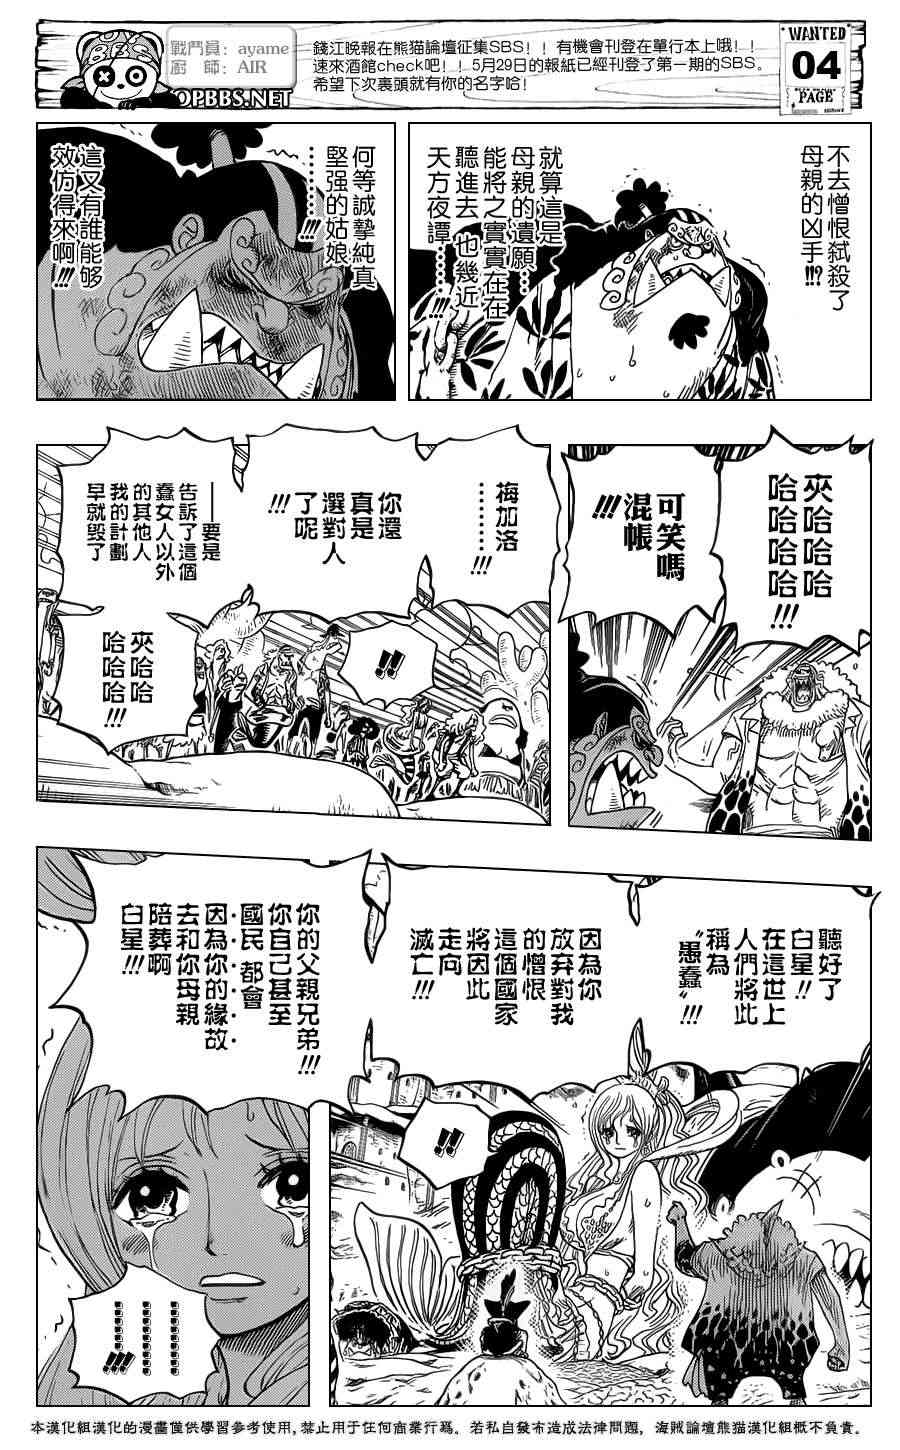 戰鬥員：ayame
廚　師：AIR
OPBBS.NET
錢江晚報在熊猫論壇征集SBS！！有機會刊登在單行本上哦！！
速來酒館check吧！！5月29日的報紙已經刊登了第一期的SBS。
希望下次裏頭就有你的名字哈！
WANTED
04
PAGE
不去憎恨弑殺了
母親的凶手!!?
就算這是
母親的遺願…
能將之實實在在
聽進去 也幾近
天方夜譚……!!!
何等誠摯純真
堅强的姑娘
………!!!
這又有誰能够
效仿得來啊!!!
夾哈哈哈
哈哈哈哈!!!
可笑嗎
混帳
!!!
梅加洛
………!!!
你還
真是
選對人
了呢
!!!
——要是
告訴了這個
蠢女人以外
的其他人
我的計劃
早就毁了
夾哈哈
哈哈哈!!!
!!
聽好了
白星!!
在這世上
人們將此
稱為
“愚蠢”!!!
因為你
放弃對我
的憎恨
這個國家
將因此
走向
滅亡!!!
你的父親兄弟!!!
你自己甚至
國民 都會
因為你的緣故
去和你母親
陪葬啊
白星!!!
!!
………!!!
本漢化組漢化的漫畫僅供學習參考使用,禁止用于任何商業行爲。若私自發布造成法律問題，海賊論壇熊猫漢化組概不負責。